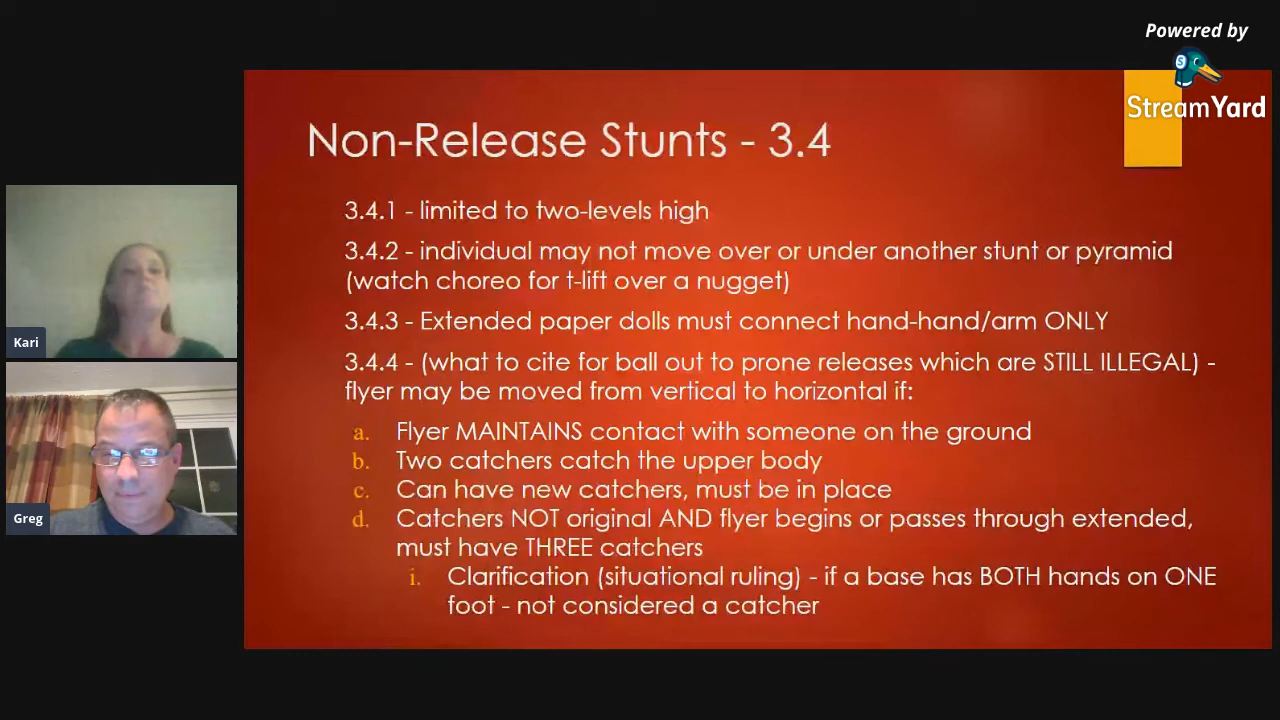 Powered by
StreamYard
Non-Release Stunts - 3.4
3.4.1 - limited to two-levels high
3.4.2 - individual may not move over or under another stunt or pyramid
(watch choreo for t-lift over a nugget)
3.4.3 - Extended paper dolls must connect hand-hand/arm ONLY
3.4.4 - (what to cite for ball out to prone releases which are STILL ILLEGAL) -
flyer may be moved from vertical to horizontal if:
a. Flyer MAINTAINS contact with someone on the ground
b. Two catchers catch the upper body
c. Can have new catchers, must be in place
d. Catchers NOT original AND flyer begins or passes through extended,
must have THREE catchers
i. Clarification (situational ruling) - if a base has BOTH hands on ONE
foot - not considered a catcher
Kari
Greg